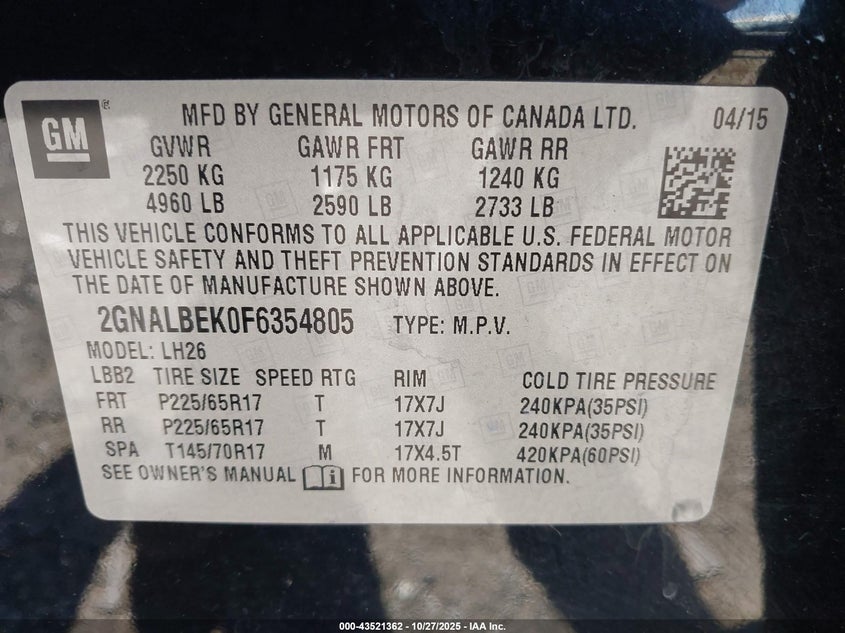 GM ® MFD BY GENERAL MOTORS OF CANADA LTD. 04/15
GVWR GAWR FRT GAWR RR
2250 KG 1175 KG 1240 KG
4960 LB 2590 LB 2733 LB
THIS VEHICLE CONFORMS TO ALL APPLICABLE U.S. FEDERAL MOTOR
VEHICLE SAFETY AND THEFT PREVENTION STANDARDS IN EFFECT ON
THE DATE OF MANUFACTURE SHOWN ABOVE.
2GNALBEK0F6354805 TYPE: M.P.V.
MODEL: LH26
LBB2 TIRE SIZE SPEED RTG RIM COLD TIRE PRESSURE
FRT P225/65R17 T 17X7J 240KPA(35PSI)
RR P225/65R17 T 17X7J 240KPA(35PSI)
SPA T145/70R17 M 17X4.5T 420KPA(60PSI)
SEE OWNER'S MANUAL i FOR MORE INFORMATION.
000-43521362 | 10/27/2025 - IAA Inc.